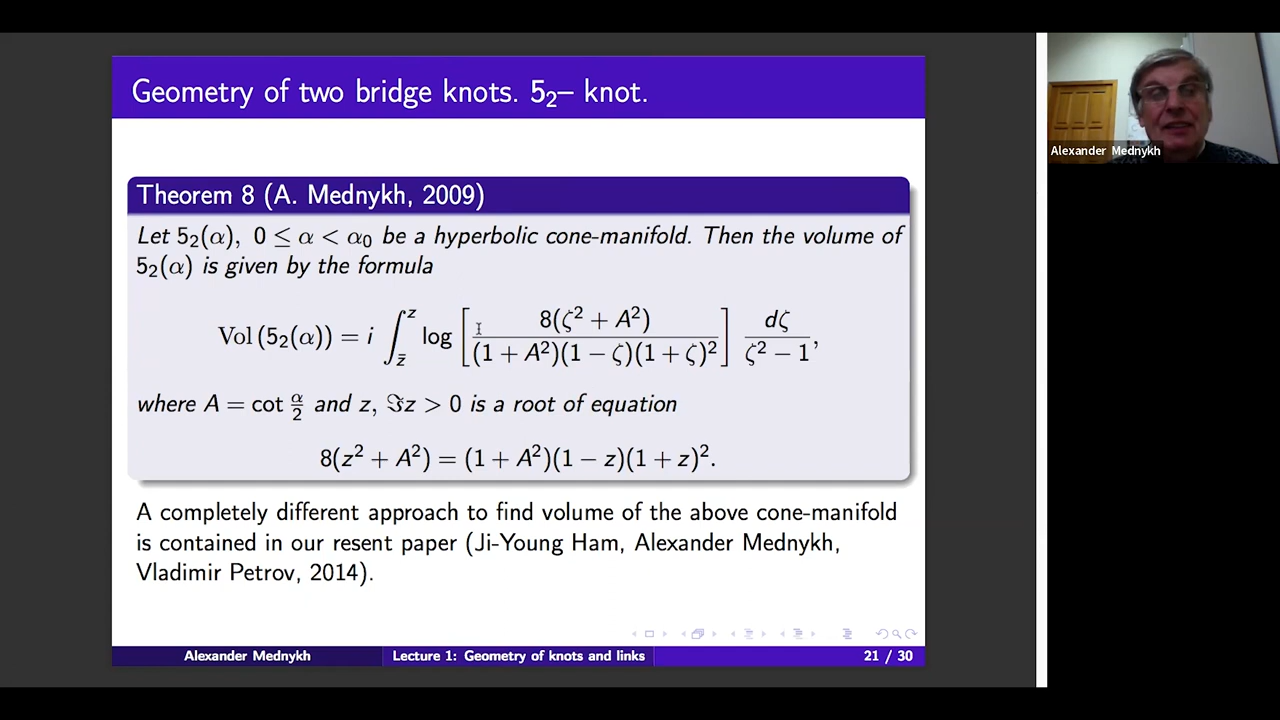 Geometry of two bridge knots. 5₂– knot.
Alexander Mednykh
Theorem 8 (A. Mednykh, 2009)
Let 5₂(α), 0 ≤ α < α₀ be a hyperbolic cone-manifold. Then the volume of
5₂(α) is given by the formula
Vol (5₂(α)) = i ∫_{z̄}^{z} log [ 8(ζ² + A²) / (1 + A²)(1 − ζ)(1 + ζ)² ] dζ / ζ² − 1,
where A = cot α/2 and z, ℑz > 0 is a root of equation
8(z² + A²) = (1 + A²)(1 − z)(1 + z)².
A completely different approach to find volume of the above cone-manifold
is contained in our resent paper (Ji-Young Ham, Alexander Mednykh,
Vladimir Petrov, 2014).
Alexander Mednykh Lecture 1: Geometry of knots and links 21 / 30